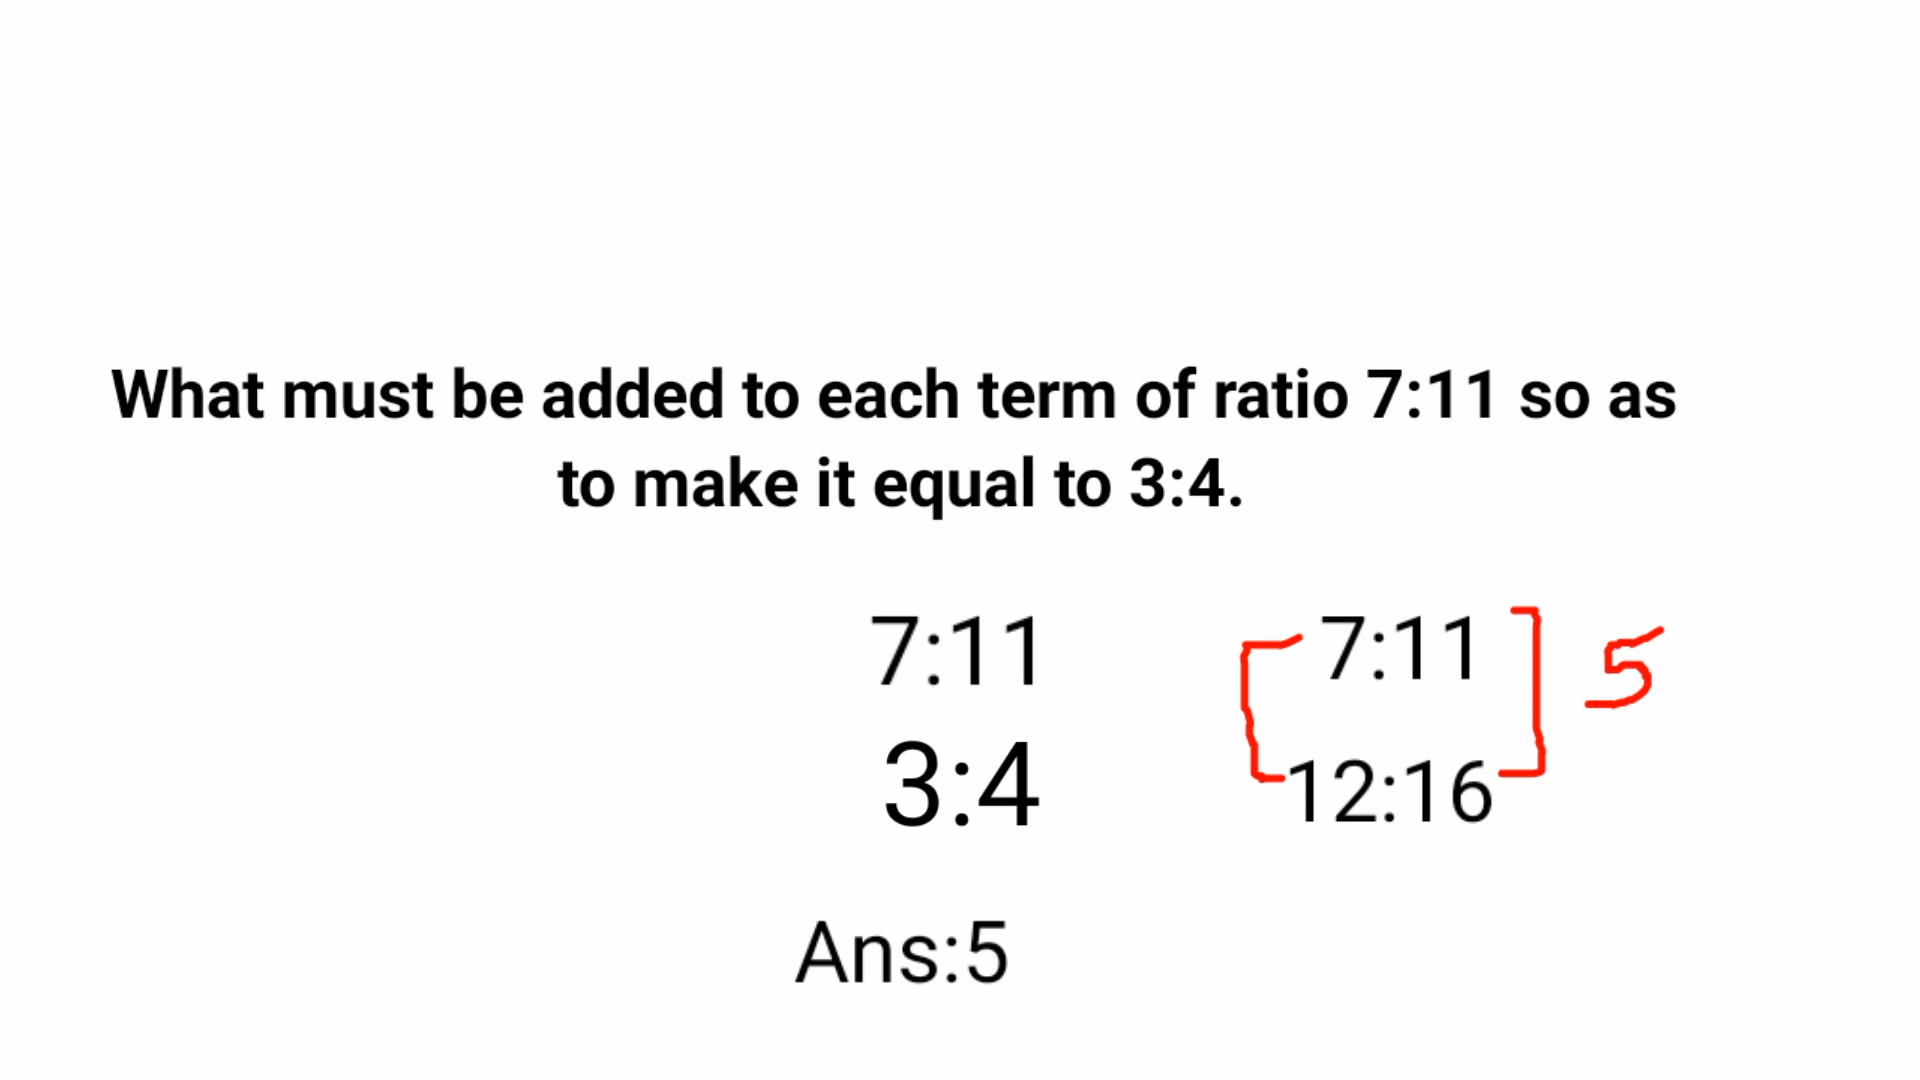 What must be added to each term of ratio 7:11 so as
to make it equal to 3:4.
7:11 7:11 5
3:4 12:16
Ans:5